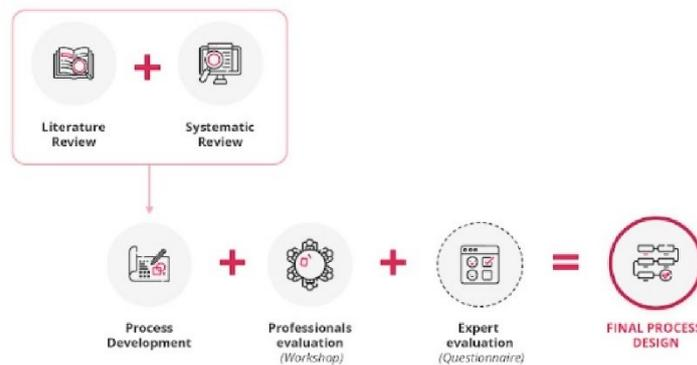 Literature
Review
Systematic
Review
Process
Development
Professionals
evaluation
(Workshop)
Expert
evaluation
(Questionnaire)
FINAL PROCESS
DESIGN